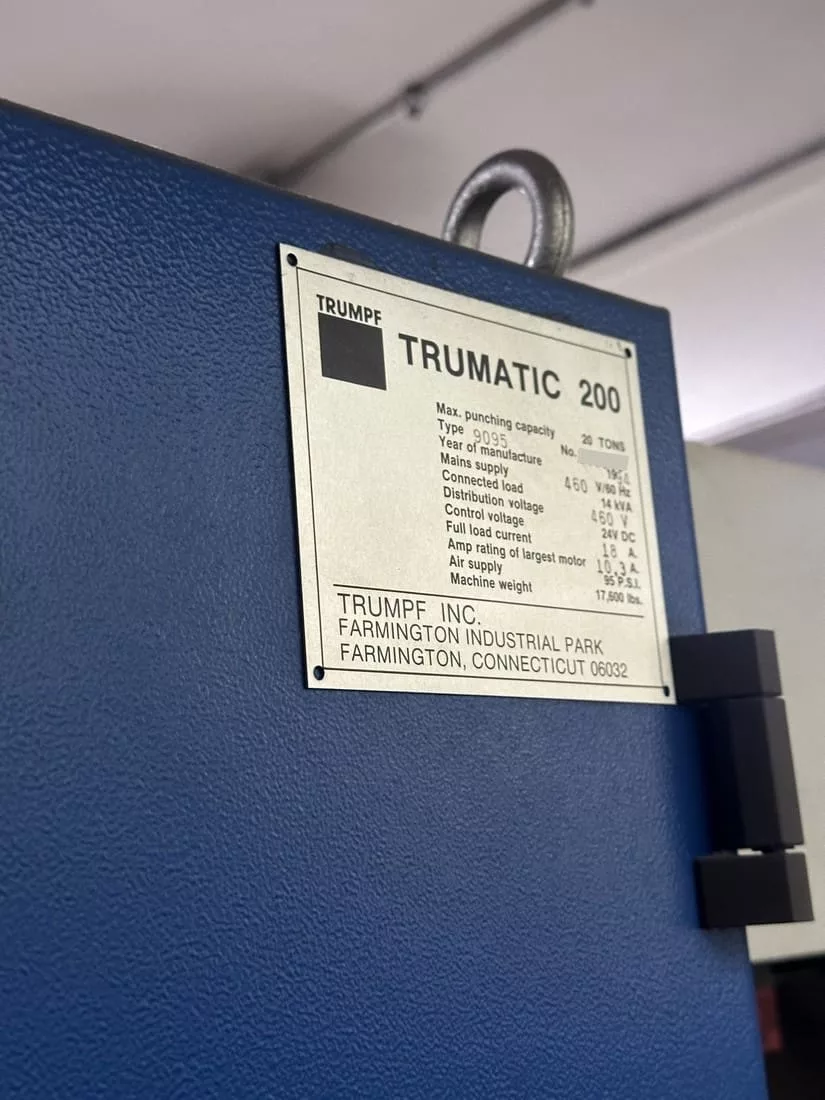 TRUMPF
TRUMATIC 200
Max. punching capacity 20 TONS
Type 9095 No.
Year of manufacture 1994
Mains supply 460 V/60 Hz
Connected load 14 kVA
Distribution voltage 460 V
Control voltage 24V DC
Full load current 18 A.
Amp rating of largest motor 10.3 A.
Air supply 95 P.S.I.
Machine weight 17,600 lbs.
TRUMPF INC.
FARMINGTON INDUSTRIAL PARK
FARMINGTON, CONNECTICUT 06032